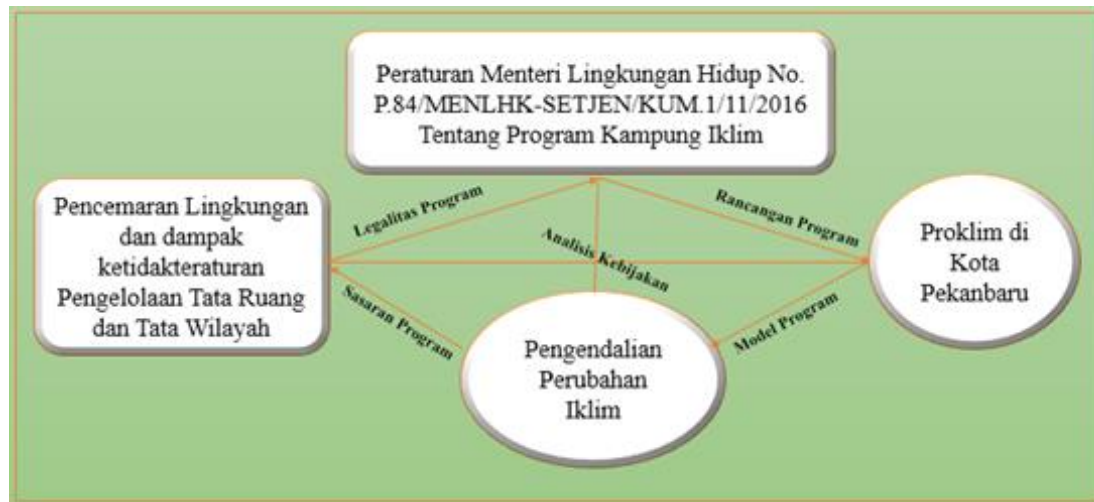 Peraturan Menteri Lingkungan Hidup No.
P.84/MENLHK-SETJEN/KUM.1/11/2016
Tentang Program Kampung Iklim
Pencemaran Lingkungan
dan dampak
ketidakteraturan
Pengelolaan Tata Ruang
dan Tata Wilayah
Legalitas Program
Rancangan Program
Analisis Kebijakan
Sasaran Program
Model Program
Proklim di
Kota
Pekanbaru
Pengendalian
Perubahan
Iklim